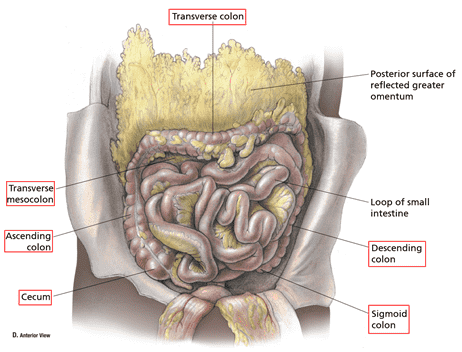 Transverse colon
Posterior surface of
reflected greater
omentum
Transverse
mesocolon
Loop of small
intestine
Ascending
colon
Descending
colon
Cecum
Sigmoid
colon
D. Anterior View